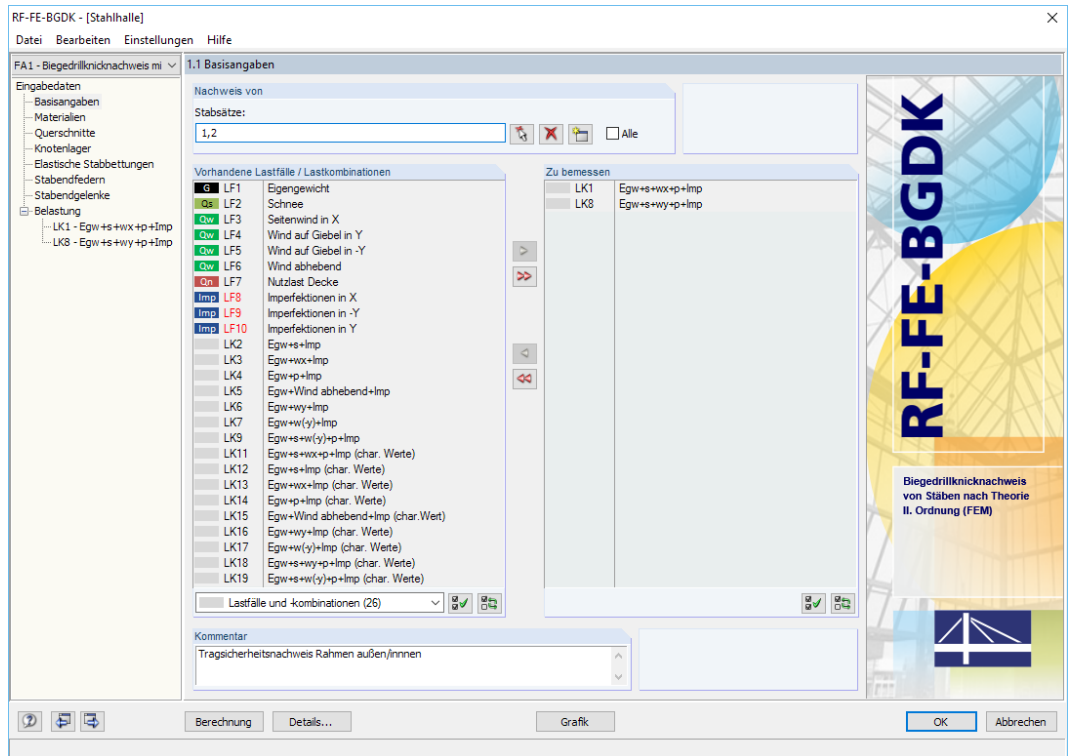 RF-FE-BGDK - [Stahlhalle]
Datei Bearbeiten Einstellungen Hilfe
FA1 - Biegedrillknicknachweis mi
Eingabedaten
Basisangaben
Materialien
Querschnitte
Knotenlager
Elastische Stabbettungen
Stabendfedern
Stabendgelenke
Belastung
LK1 - Egw+s+wx+p+Imp
LK8 - Egw+s+wy+p+Imp
1.1 Basisangaben
Nachweis von
Stabsätze:
1,2
Alle
Vorhandene Lastfälle / Lastkombinationen
G LF1 Eigengewicht
Qs LF2 Schnee
Qw LF3 Seitenwind in X
Qw LF4 Wind auf Giebel in Y
Qw LF5 Wind auf Giebel in -Y
Qw LF6 Wind abhebend
Qn LF7 Nutzlast Decke
Imp LF8 Imperfektionen in X
Imp LF9 Imperfektionen in -Y
Imp LF10 Imperfektionen in Y
LK2 Egw+s+Imp
LK3 Egw+wx+Imp
LK4 Egw+p+Imp
LK5 Egw+Wind abhebend+Imp
LK6 Egw+wy+Imp
LK7 Egw+w(-y)+Imp
LK9 Egw+s+w(-y)+p+Imp
LK11 Egw+s+wx+p+Imp (char. Werte)
LK12 Egw+s+Imp (char. Werte)
LK13 Egw+wx+Imp (char. Werte)
LK14 Egw+p+Imp (char. Werte)
LK15 Egw+Wind abhebend+Imp (char.Wert)
LK16 Egw+wy+Imp (char. Werte)
LK17 Egw+w(-y)+Imp (char. Werte)
LK18 Egw+s+wy+p+Imp (char. Werte)
LK19 Egw+s+w(-y)+p+Imp (char. Werte)
Lastfälle und -kombinationen (26)
Zu bemessen
LK1 Egw+s+wx+p+Imp
LK8 Egw+s+wy+p+Imp
Kommentar
Tragsicherheitsnachweis Rahmen außen/innnen
RF-FE-BGDK
Biegedrillknicknachweis
von Stäben nach Theorie
II. Ordnung (FEM)
Berechnung
Details...
Grafik
OK
Abbrechen